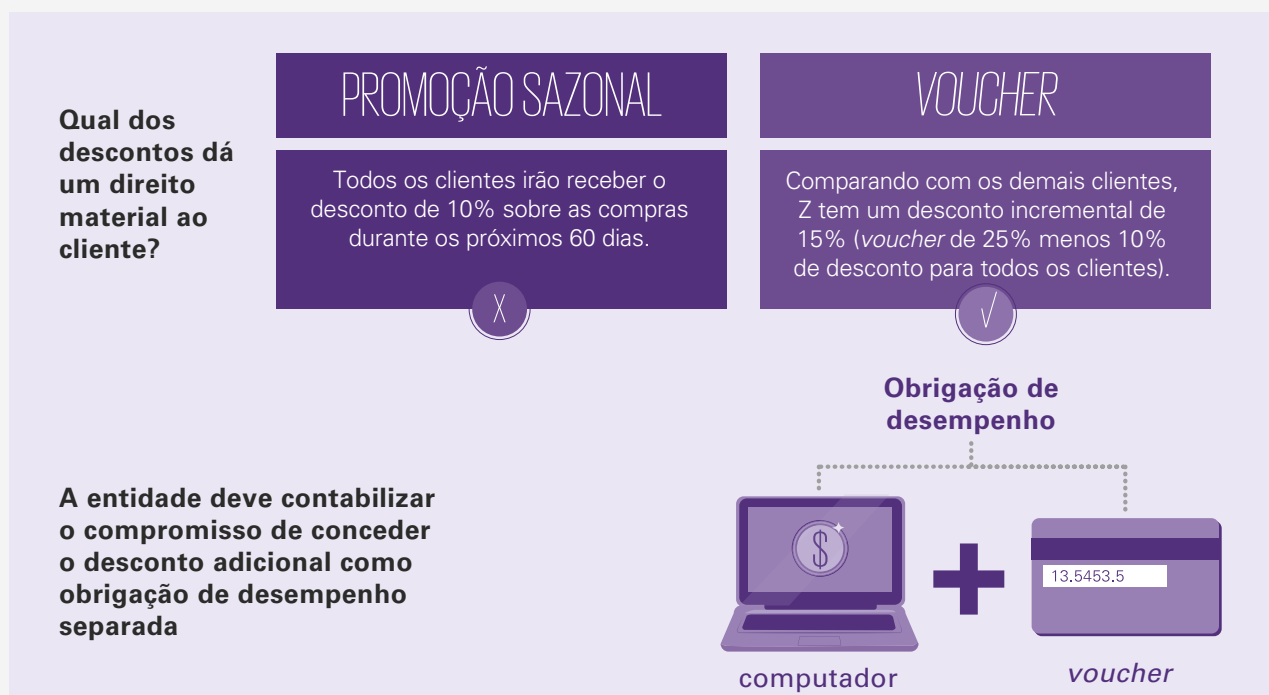 Qual dos
descontos dá
um direito
material ao
cliente?
PROMOÇÃO SAZONAL
Todos os clientes irão receber o
desconto de 10% sobre as compras
durante os próximos 60 dias.
X
VOUCHER
Comparando com os demais clientes,
Z tem um desconto incremental de
15% (voucher de 25% menos 10%
de desconto para todos os clientes).
√
Obrigação de
desempenho
A entidade deve contabilizar
o compromisso de conceder
o desconto adicional como
obrigação de desempenho
separada
$
13.5453.5
computador
voucher